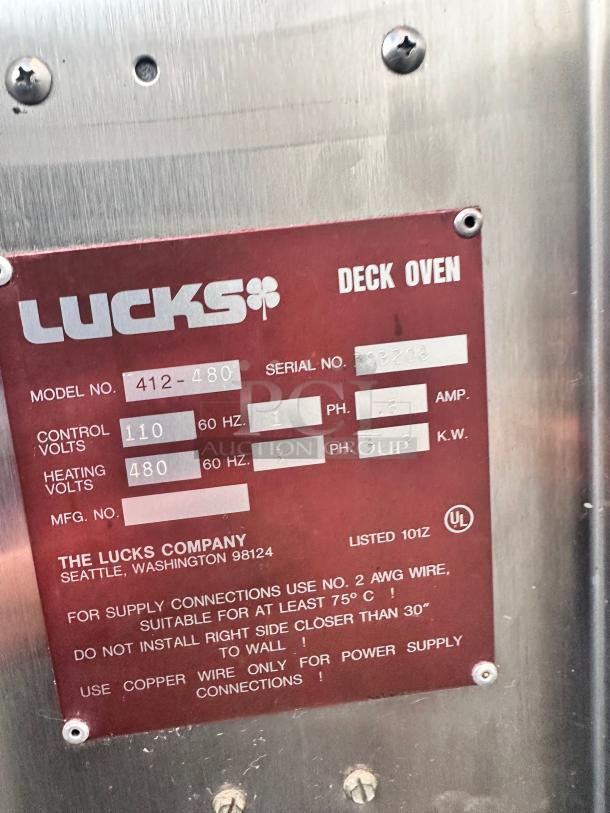 LUCKS
DECK OVEN
MODEL NO. 412-480 SERIAL NO.
CONTROL VOLTS 110 60 HZ. 1 PH. AMP.
HEATING VOLTS 480 60 HZ. PH. K.W.
MFG. NO.
PCI
AUCTION GROUP
THE LUCKS COMPANY
SEATTLE, WASHINGTON 98124
LISTED 101Z
UL
FOR SUPPLY CONNECTIONS USE NO. 2 AWG WIRE,
SUITABLE FOR AT LEAST 75° C !
DO NOT INSTALL RIGHT SIDE CLOSER THAN 30"
TO WALL !
USE COPPER WIRE ONLY FOR POWER SUPPLY
CONNECTIONS !